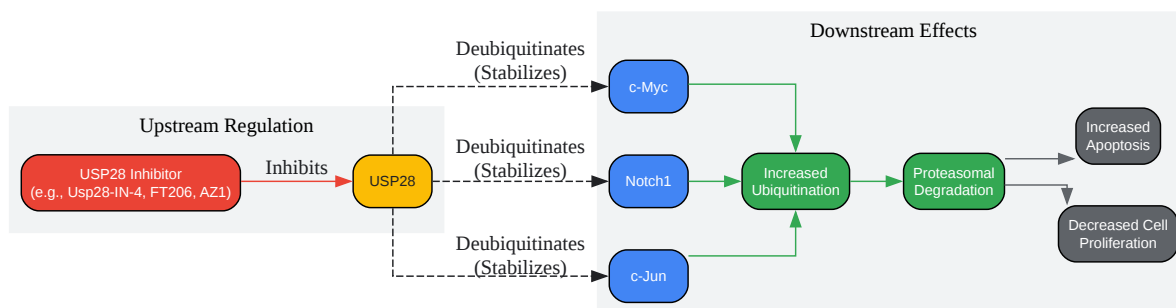 Downstream Effects
Deubiquitinates
(Stabilizes)
c-Myc
Upstream Regulation
USP28 Inhibitor
(e.g., Usp28-IN-4, FT206, AZ1)
Inhibits
USP28
Deubiquitinates
(Stabilizes)
Notch1
Increased
Ubiquitination
Proteasomal
Degradation
Increased
Apoptosis
Decreased Cell
Proliferation
Deubiquitinates
(Stabilizes)
c-Jun